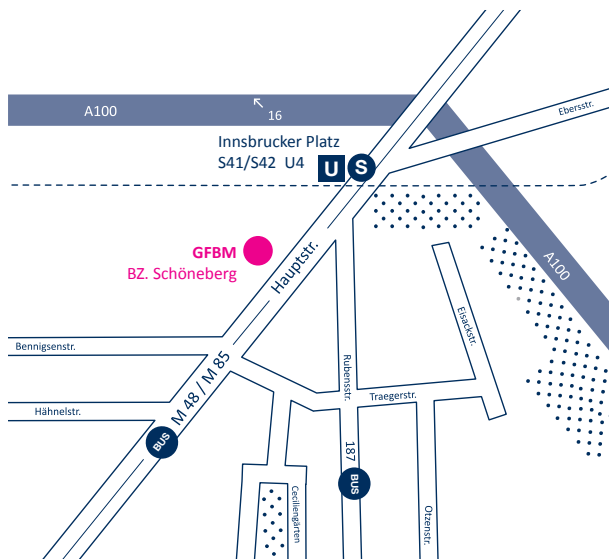 A100
16
Ebersstr.
Innsbrucker Platz
S41/S42 U4
U
S
GFBM
BZ. Schöneberg
Hauptstr.
A100
Eisackstr.
Bennigsenstr.
M 48 / M 85
Rubensstr.
Traegerstr.
Hähnelstr.
BUS
187
BUS
Ceciliengärten
Otzenstr.